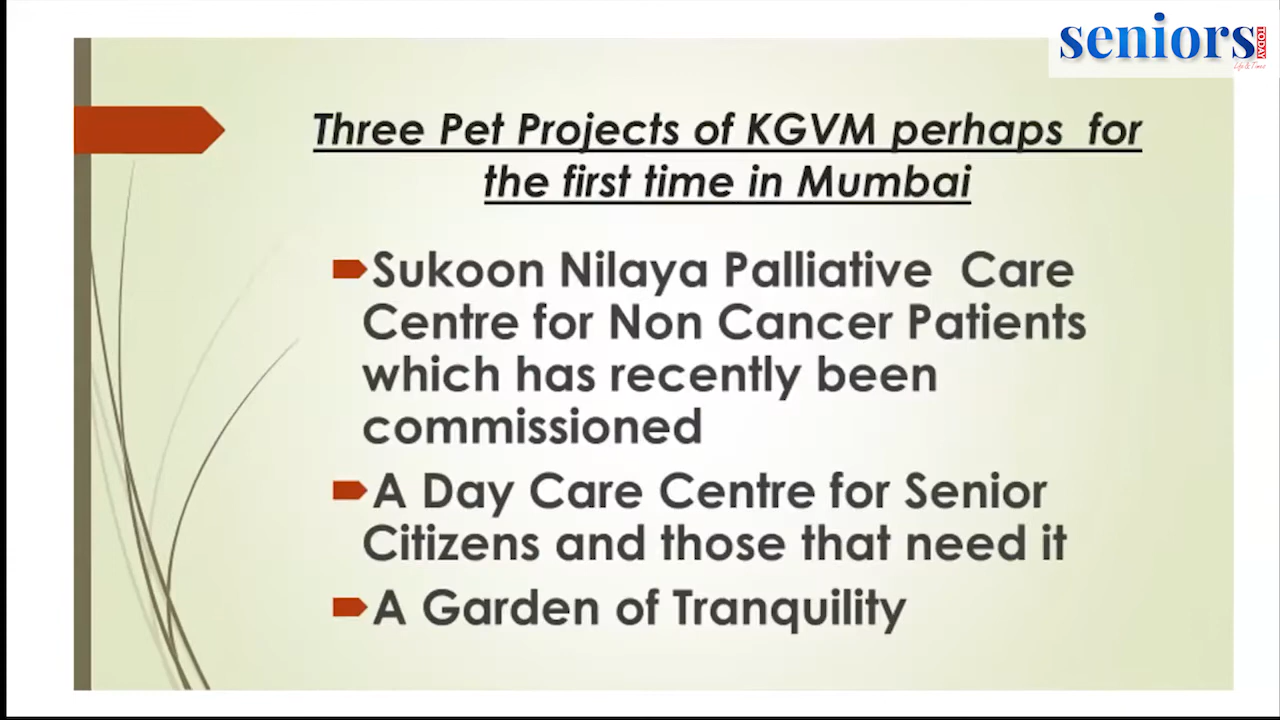 seniors
TODAY
Life & Times
Three Pet Projects of KGVM perhaps for
the first time in Mumbai
Sukoon Nilaya Palliative Care
Centre for Non Cancer Patients
which has recently been
commissioned
A Day Care Centre for Senior
Citizens and those that need it
A Garden of Tranquility